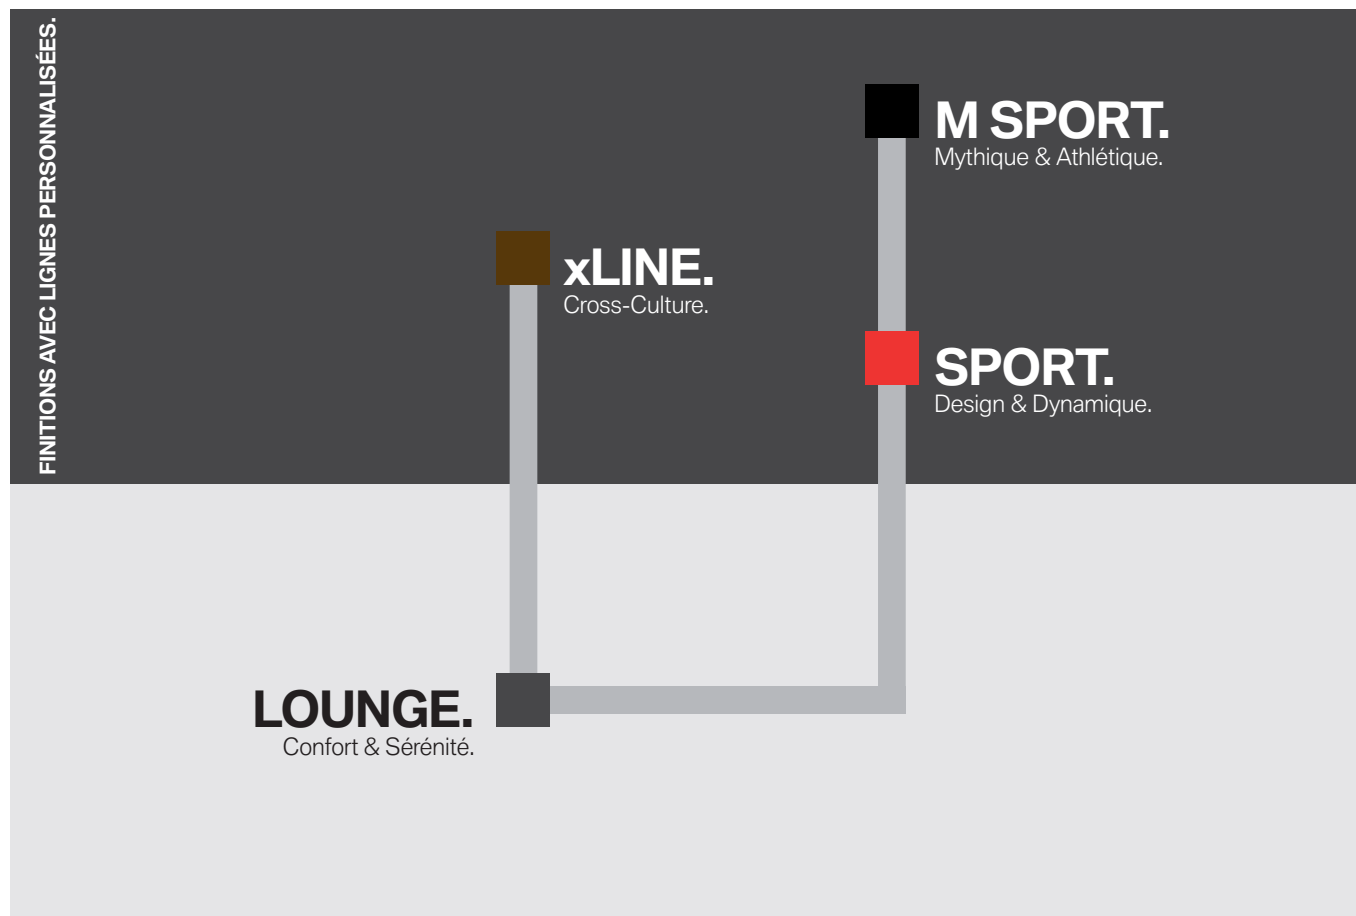 FINITIONS AVEC LIGNES PERSONNALISÉES.
M SPORT.
Mythique & Athlétique.
xLINE.
Cross-Culture.
SPORT.
Design & Dynamique.
LOUNGE.
Confort & Sérénité.